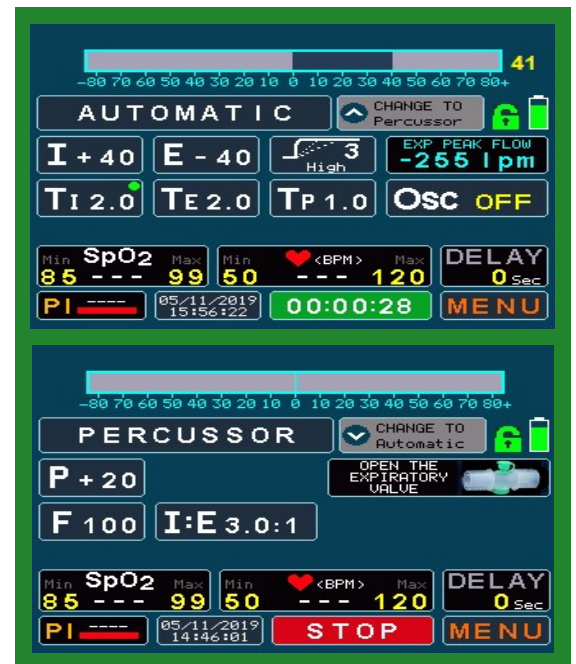 41
-80 70 60 50 40 30 20 10 0 10 20 30 40 50 60 70 80+
AUTOMATIC
CHANGE TO
Percussor
I + 40
E - 40
3
High
EXP PEAK FLOW
-255 lpm
TI 2.0
TE 2.0
TP 1.0
OSC OFF
Min SpO2 Max
85 --- 99
Min <BPM> Max
50 --- 120
DELAY
0 Sec
PI ----
05/11/2019
15:56:22
00:00:28
MENU
-80 70 60 50 40 30 20 10 0 10 20 30 40 50 60 70 80+
PERCUSSOR
CHANGE TO
Automatic
P + 20
OPEN THE
EXPIRATORY
VALVE
F 100
I:E 3.0:1
Min SpO2 Max
85 --- 99
Min <BPM> Max
50 --- 120
DELAY
0 Sec
PI ----
05/11/2019
14:46:01
STOP
MENU